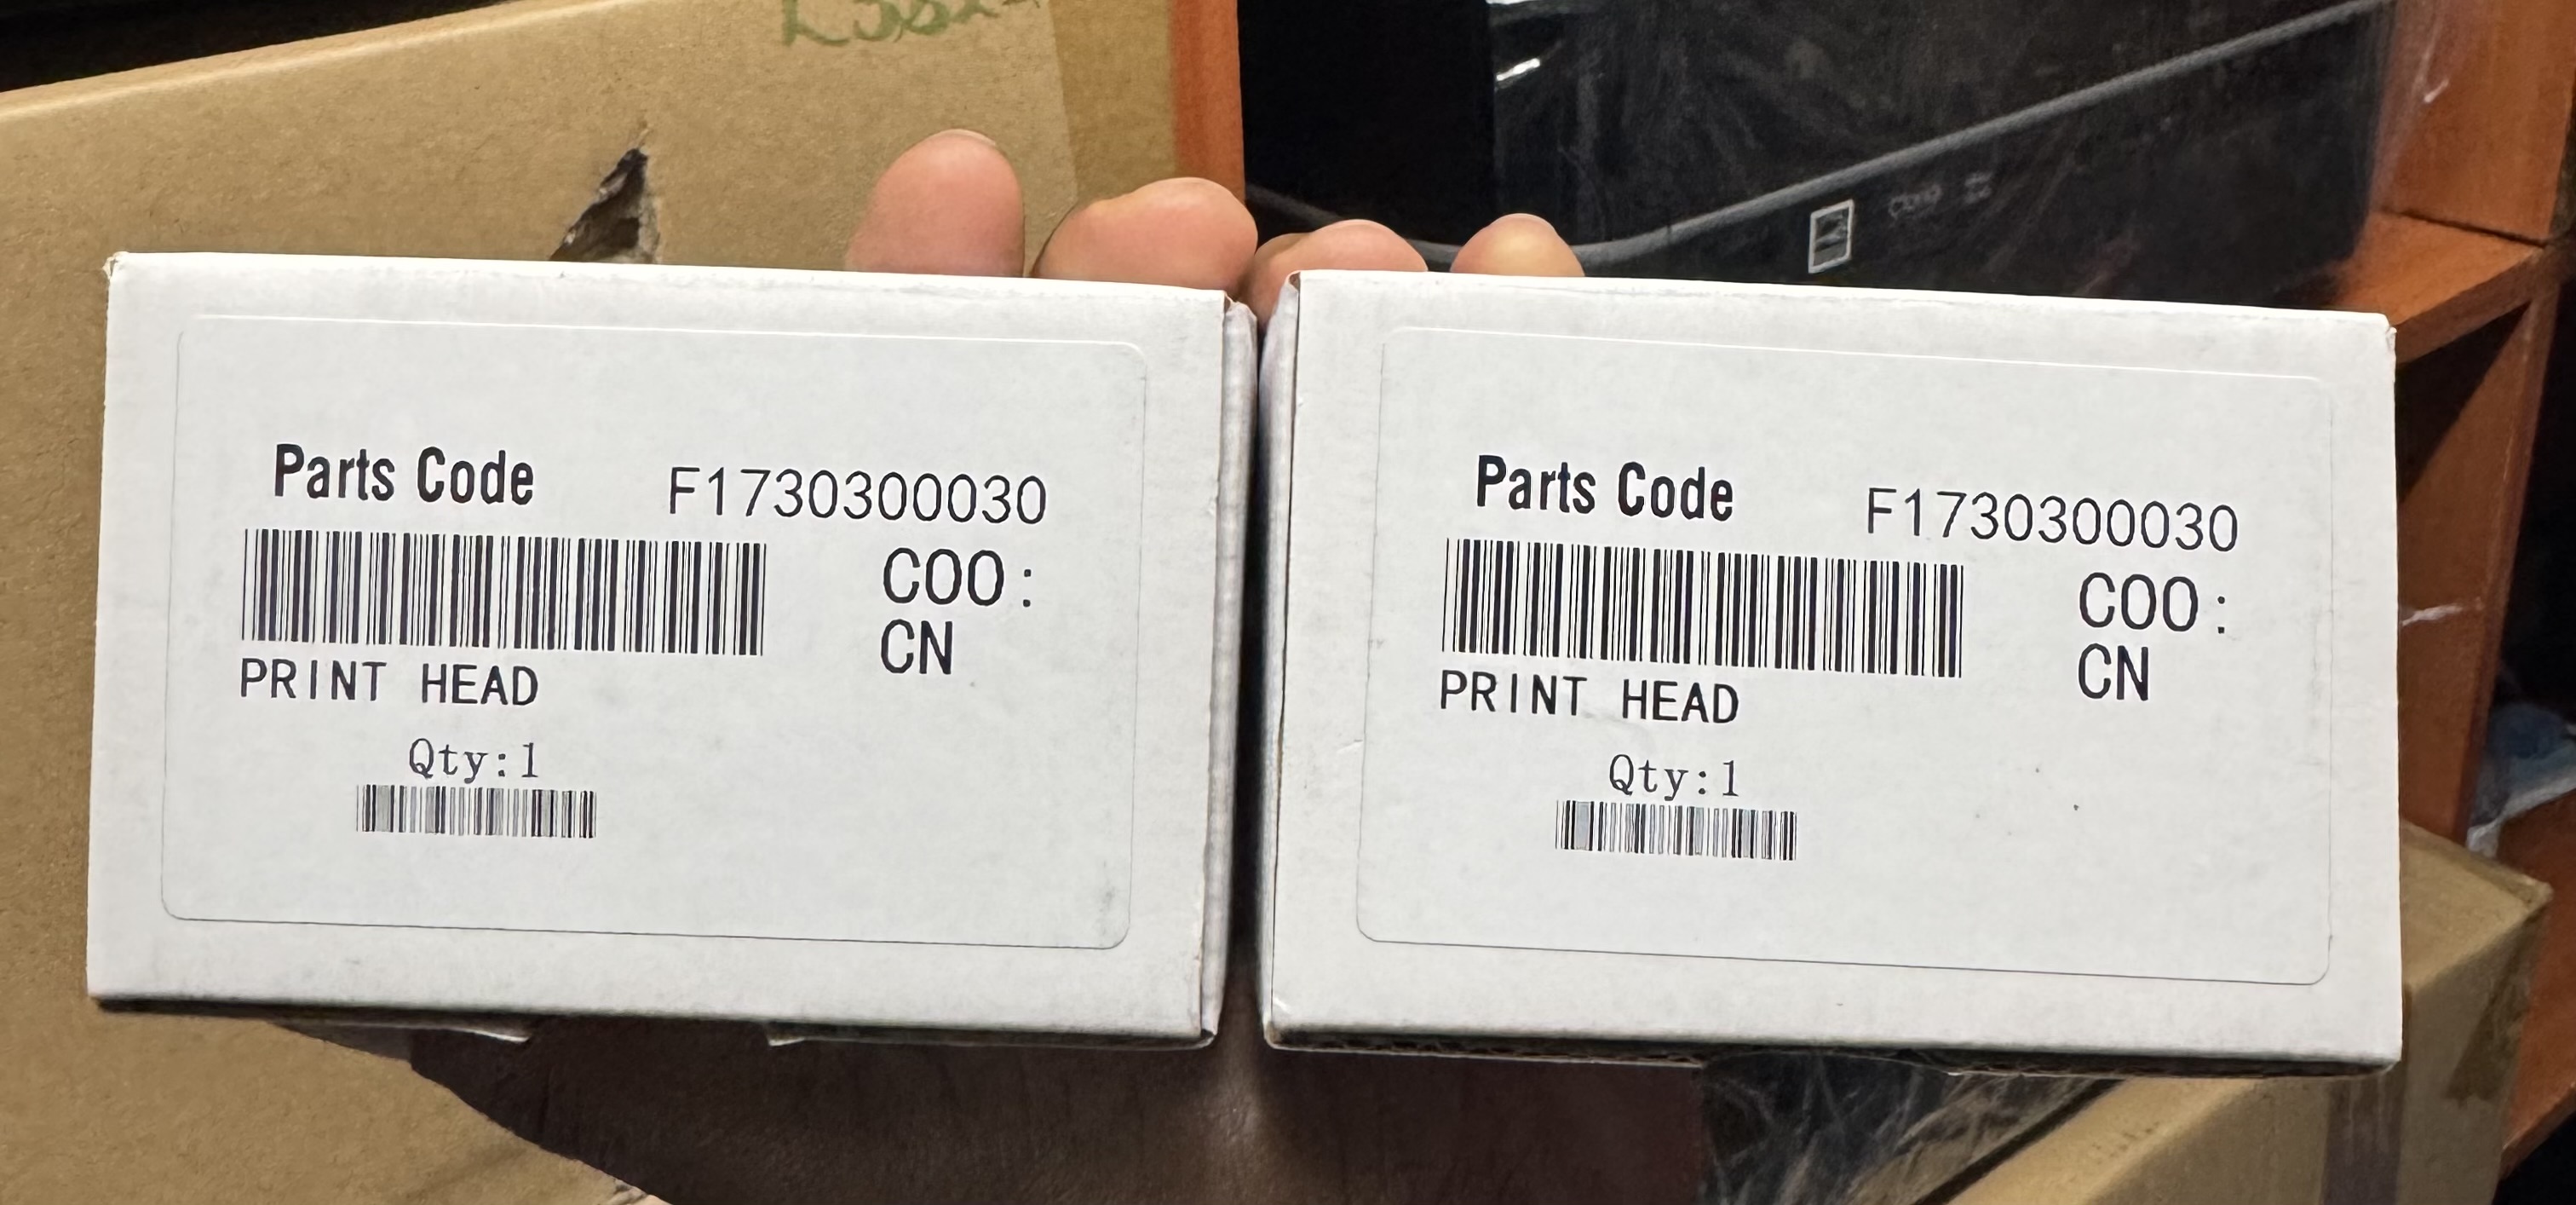 Parts Code F1730300030
COO:
CN
PRINT HEAD
Qty:1
Parts Code F1730300030
COO:
CN
PRINT HEAD
Qty:1